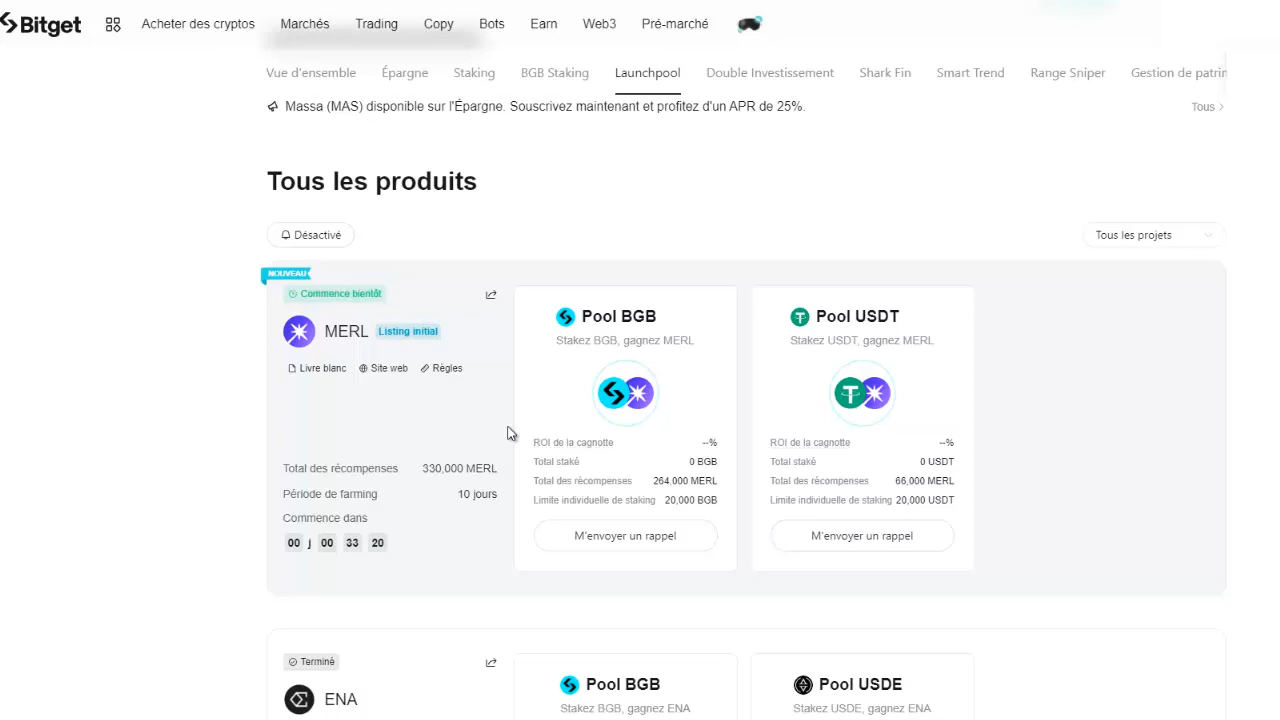 Bitget Acheter des cryptos Marchés Trading Copy Bots Earn Web3 Pré-marché
Vue d'ensemble Épargne Staking BGB Staking Launchpool Double Investissement Shark Fin Smart Trend Range Sniper Gestion de patrim
Massa (MAS) disponible sur l'Épargne. Souscrivez maintenant et profitez d'un APR de 25%. Tous >
Tous les produits
Désactivé Tous les projets
NOUVEAU
Commence bientôt
MERL Listing initial
Livre blanc Site web Règles
Total des récompenses 330,000 MERL
Période de farming 10 jours
Commence dans
00 j 00 33 20
Pool BGB
Stakez BGB, gagnez MERL
ROI de la cagnotte --%
Total staké 0 BGB
Total des récompenses 264,000 MERL
Limite individuelle de staking 20,000 BGB
M'envoyer un rappel
Pool USDT
Stakez USDT, gagnez MERL
ROI de la cagnotte --%
Total staké 0 USDT
Total des récompenses 66,000 MERL
Limite individuelle de staking 20,000 USDT
M'envoyer un rappel
Terminé
ENA
Pool BGB
Stakez BGB, gagnez ENA
Pool USDE
Stakez USDE, gagnez ENA